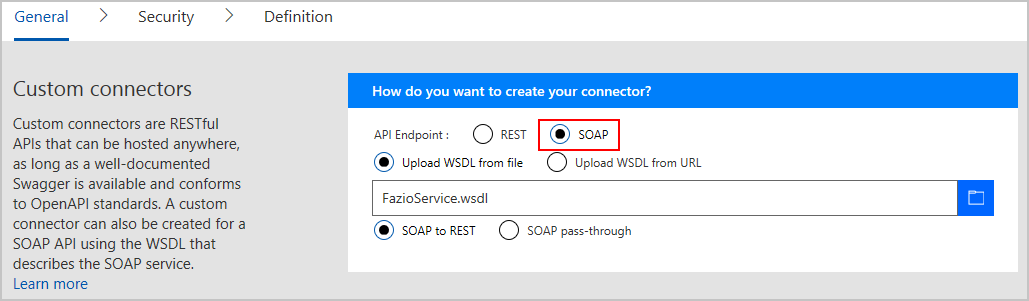 General > Security > Definition
Custom connectors
Custom connectors are RESTful
APIs that can be hosted anywhere,
as long as a well-documented
Swagger is available and conforms
to OpenAPI standards. A custom
connector can also be created for a
SOAP API using the WSDL that
describes the SOAP service.
Learn more
How do you want to create your connector?
API Endpoint : REST SOAP
Upload WSDL from file Upload WSDL from URL
FazioService.wsdl
SOAP to REST SOAP pass-through